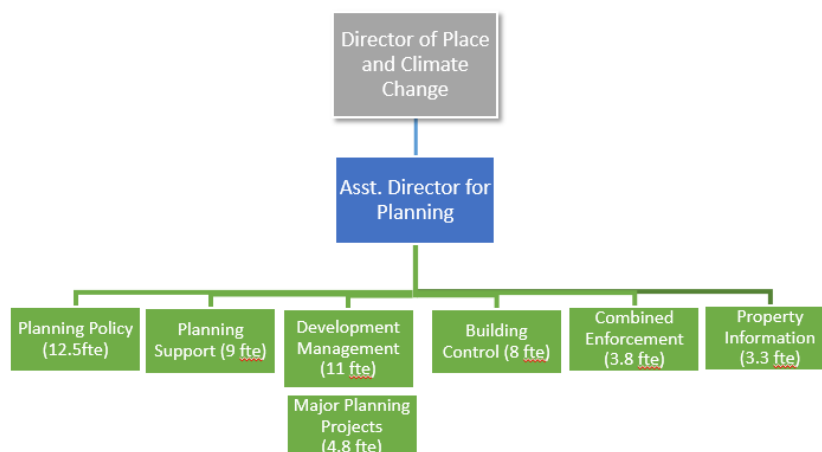 Director of Place
and Climate
Change
Asst. Director for
Planning
Planning Policy
(12.5fte)
Planning
Support (9 fte)
Development
Management
(11 fte)
Building
Control (8 fte)
Combined
Enforcement
(3.8 fte)
Property
Information
(3.3 fte)
Major Planning
Projects
(4.8 fte)